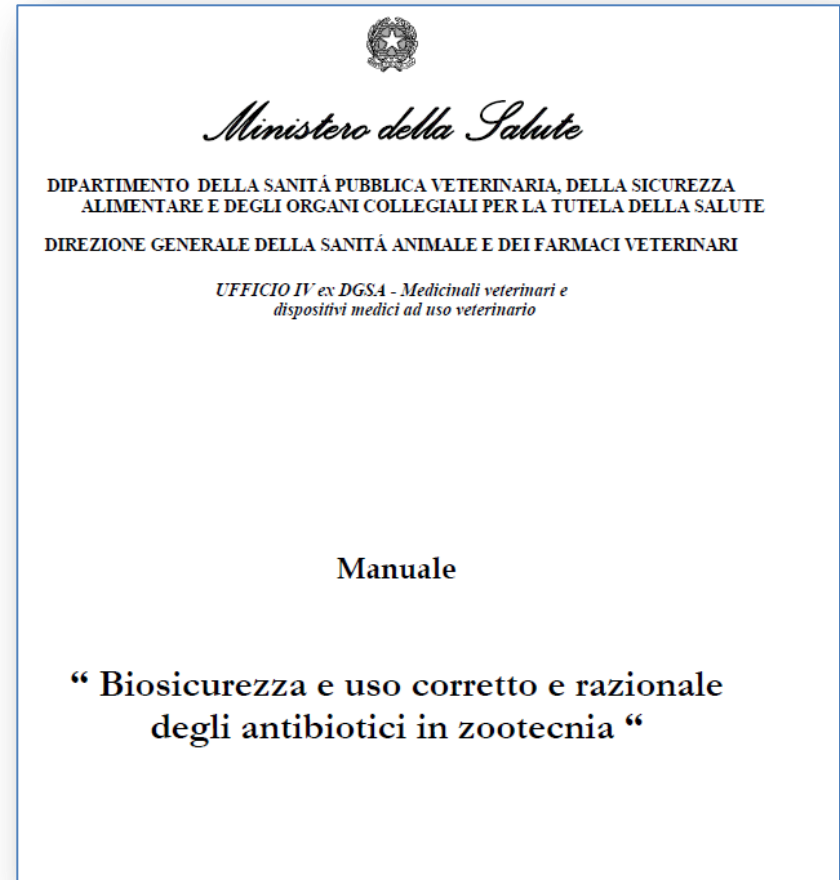 Ministero della Salute
DIPARTIMENTO DELLA SANITÁ PUBBLICA VETERINARIA, DELLA SICUREZZA
ALIMENTARE E DEGLI ORGANI COLLEGIALI PER LA TUTELA DELLA SALUTE
DIREZIONE GENERALE DELLA SANITÁ ANIMALE E DEI FARMACI VETERINARI
UFFICIO IV ex DGSA - Medicinali veterinari e
dispositivi medici ad uso veterinario
Manuale
“ Biosicurezza e uso corretto e razionale
degli antibiotici in zootecnia “